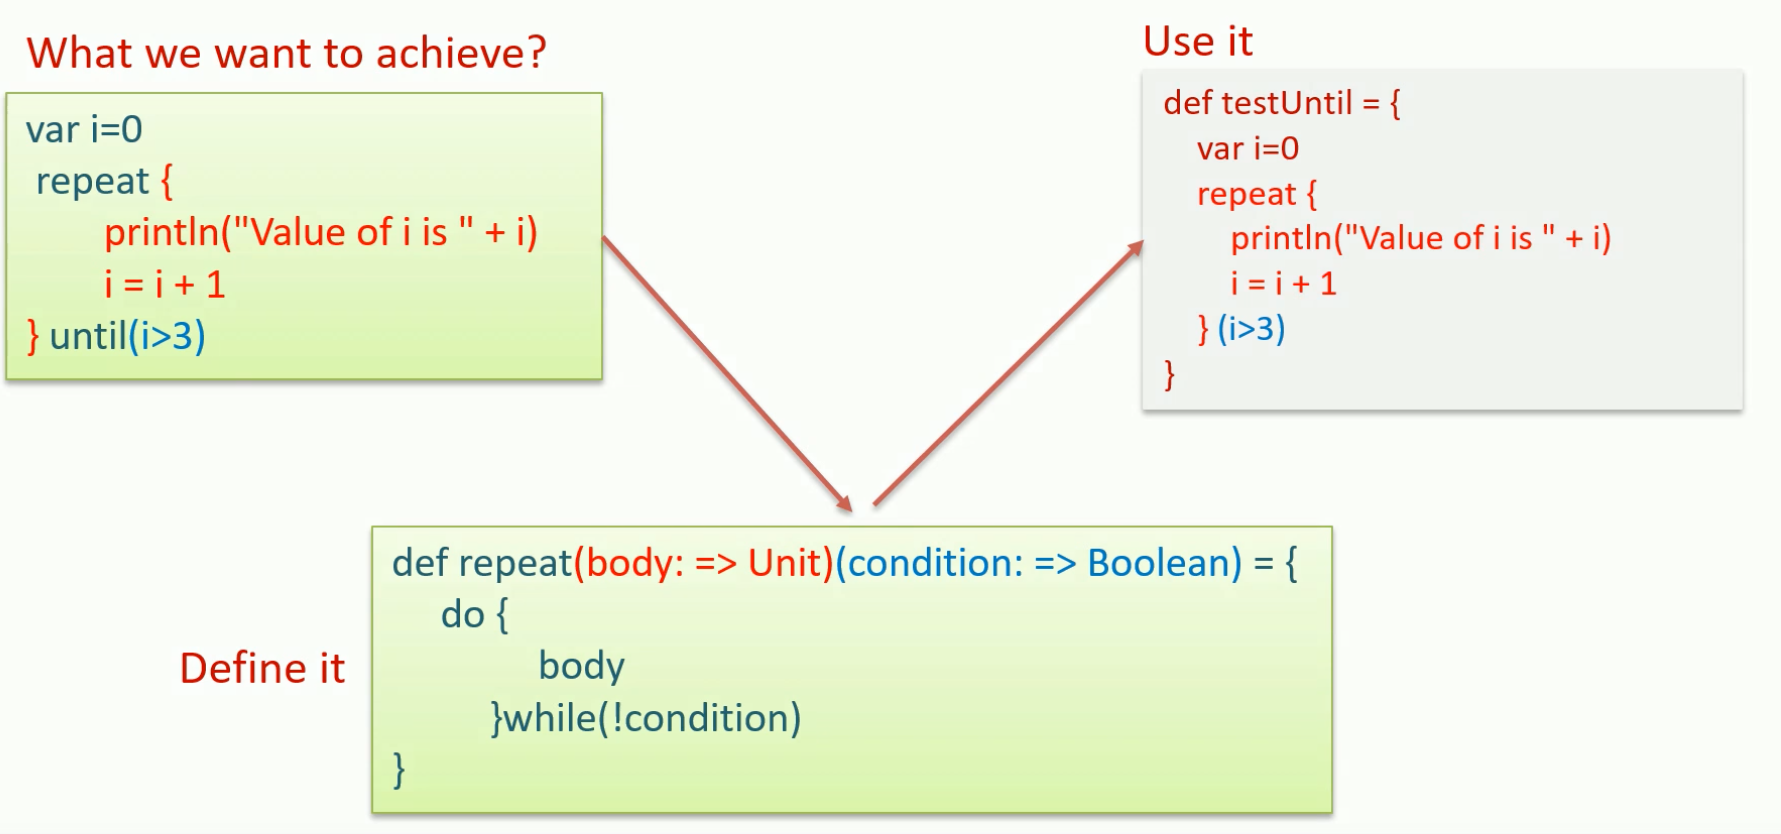 What we want to achieve?
var i=0
repeat {
println("Value of i is " + i)
i = i + 1
} until(i>3)
Use it
def testUntil = {
var i=0
repeat {
println("Value of i is " + i)
i = i + 1
} (i>3)
}
Define it
def repeat(body: => Unit)(condition: => Boolean) = {
do {
body
}while(!condition)
}